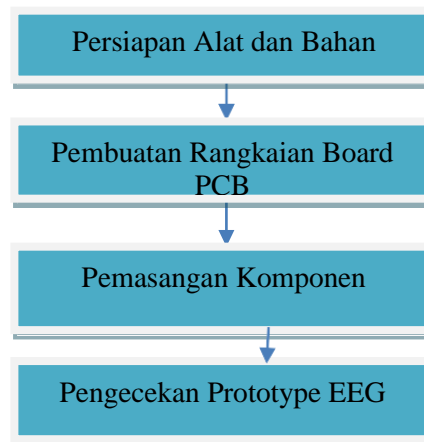 Persiapan Alat dan Bahan
Pembuatan Rangkaian Board
PCB
Pemasangan Komponen
Pengecekan Prototype EEG